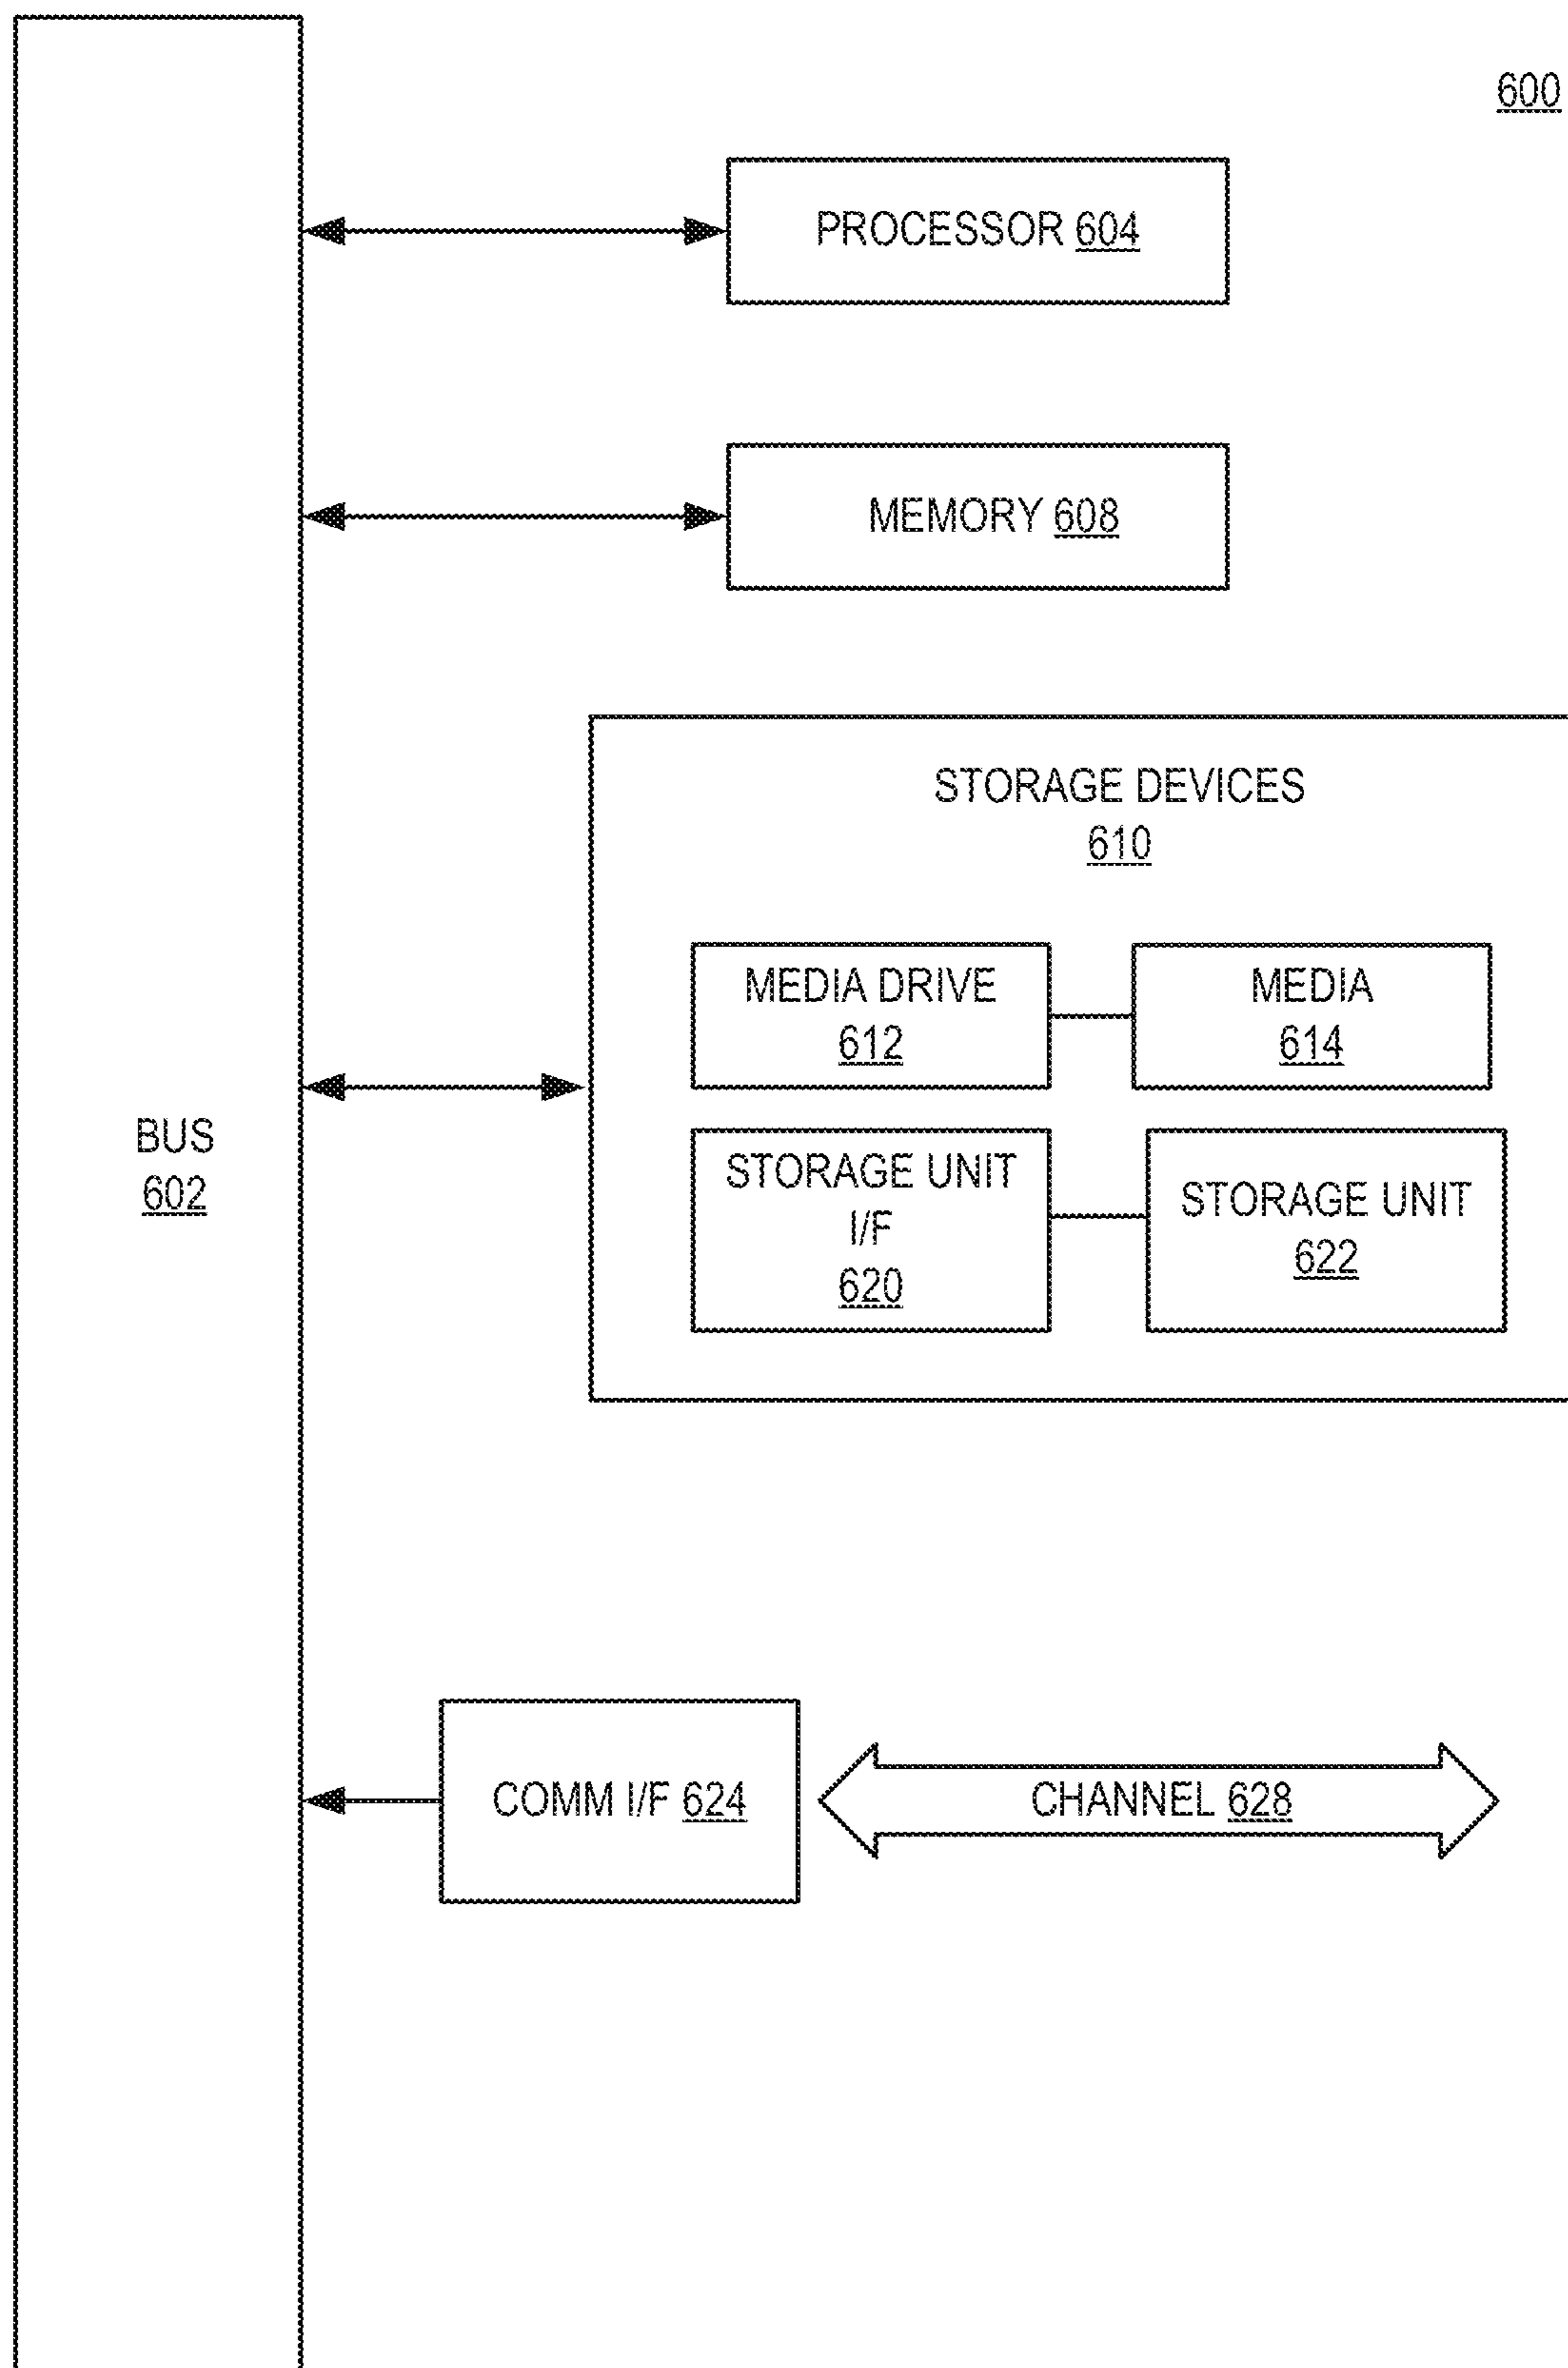 600
PROCESSOR 604
MEMORY 608
STORAGE DEVICES
610
MEDIA DRIVE
612
MEDIA
614
BUS
602
STORAGE UNIT
I/F
620
STORAGE UNIT
622
COMM I/F 624
CHANNEL 628